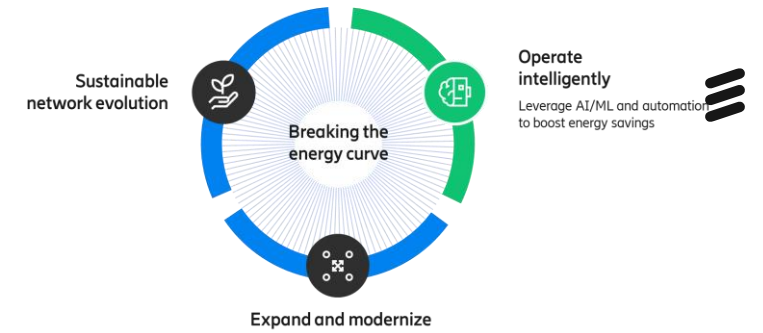 Sustainable
network evolution
Breaking the
energy curve
Operate
intelligently
Leverage AI/ML and automation
to boost energy savings
Expand and modernize